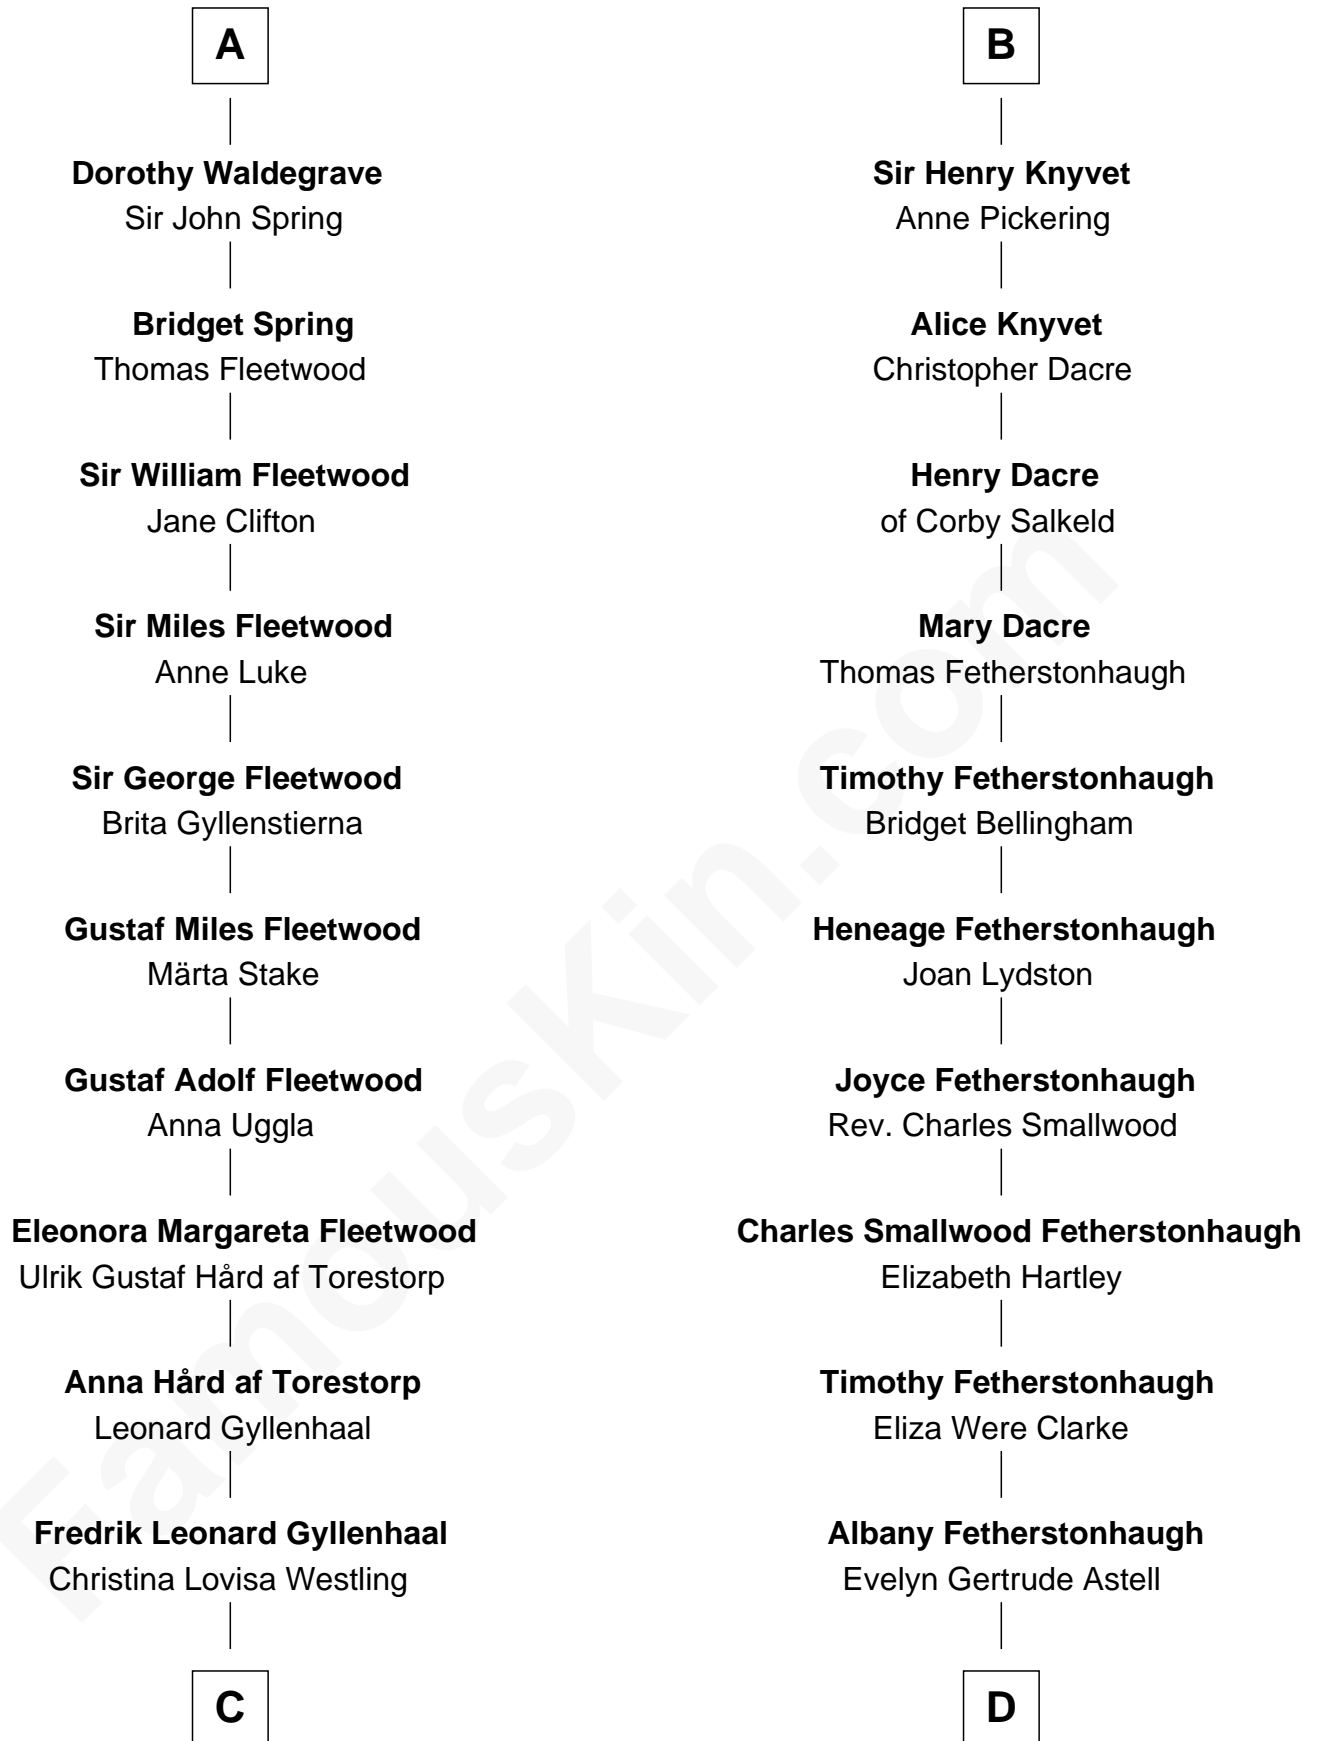 A
Dorothy Waldegrave
Sir John Spring
Bridget Spring
Thomas Fleetwood
Sir William Fleetwood
Jane Clifton
Sir Miles Fleetwood
Anne Luke
Sir George Fleetwood
Brita Gyllenstierna
Gustaf Miles Fleetwood
Märta Stake
Gustaf Adolf Fleetwood
Anna Uggla
Eleonora Margareta Fleetwood
Ulrik Gustaf Hård af Torestorp
Anna Hård af Torestorp
Leonard Gyllenhaal
Fredrik Leonard Gyllenhaal
Christina Lovisa Westling
C
B
Sir Henry Knyvet
Anne Pickering
Alice Knyvet
Christopher Dacre
Henry Dacre
of Corby Salkeld
Mary Dacre
Thomas Fetherstonhaugh
Timothy Fetherstonhaugh
Bridget Bellingham
Heneage Fetherstonhaugh
Joan Lydston
Joyce Fetherstonhaugh
Rev. Charles Smallwood
Charles Smallwood Fetherstonhaugh
Elizabeth Hartley
Timothy Fetherstonhaugh
Eliza Were Clarke
Albany Fetherstonhaugh
Evelyn Gertrude Astell
D
FamousKin.com